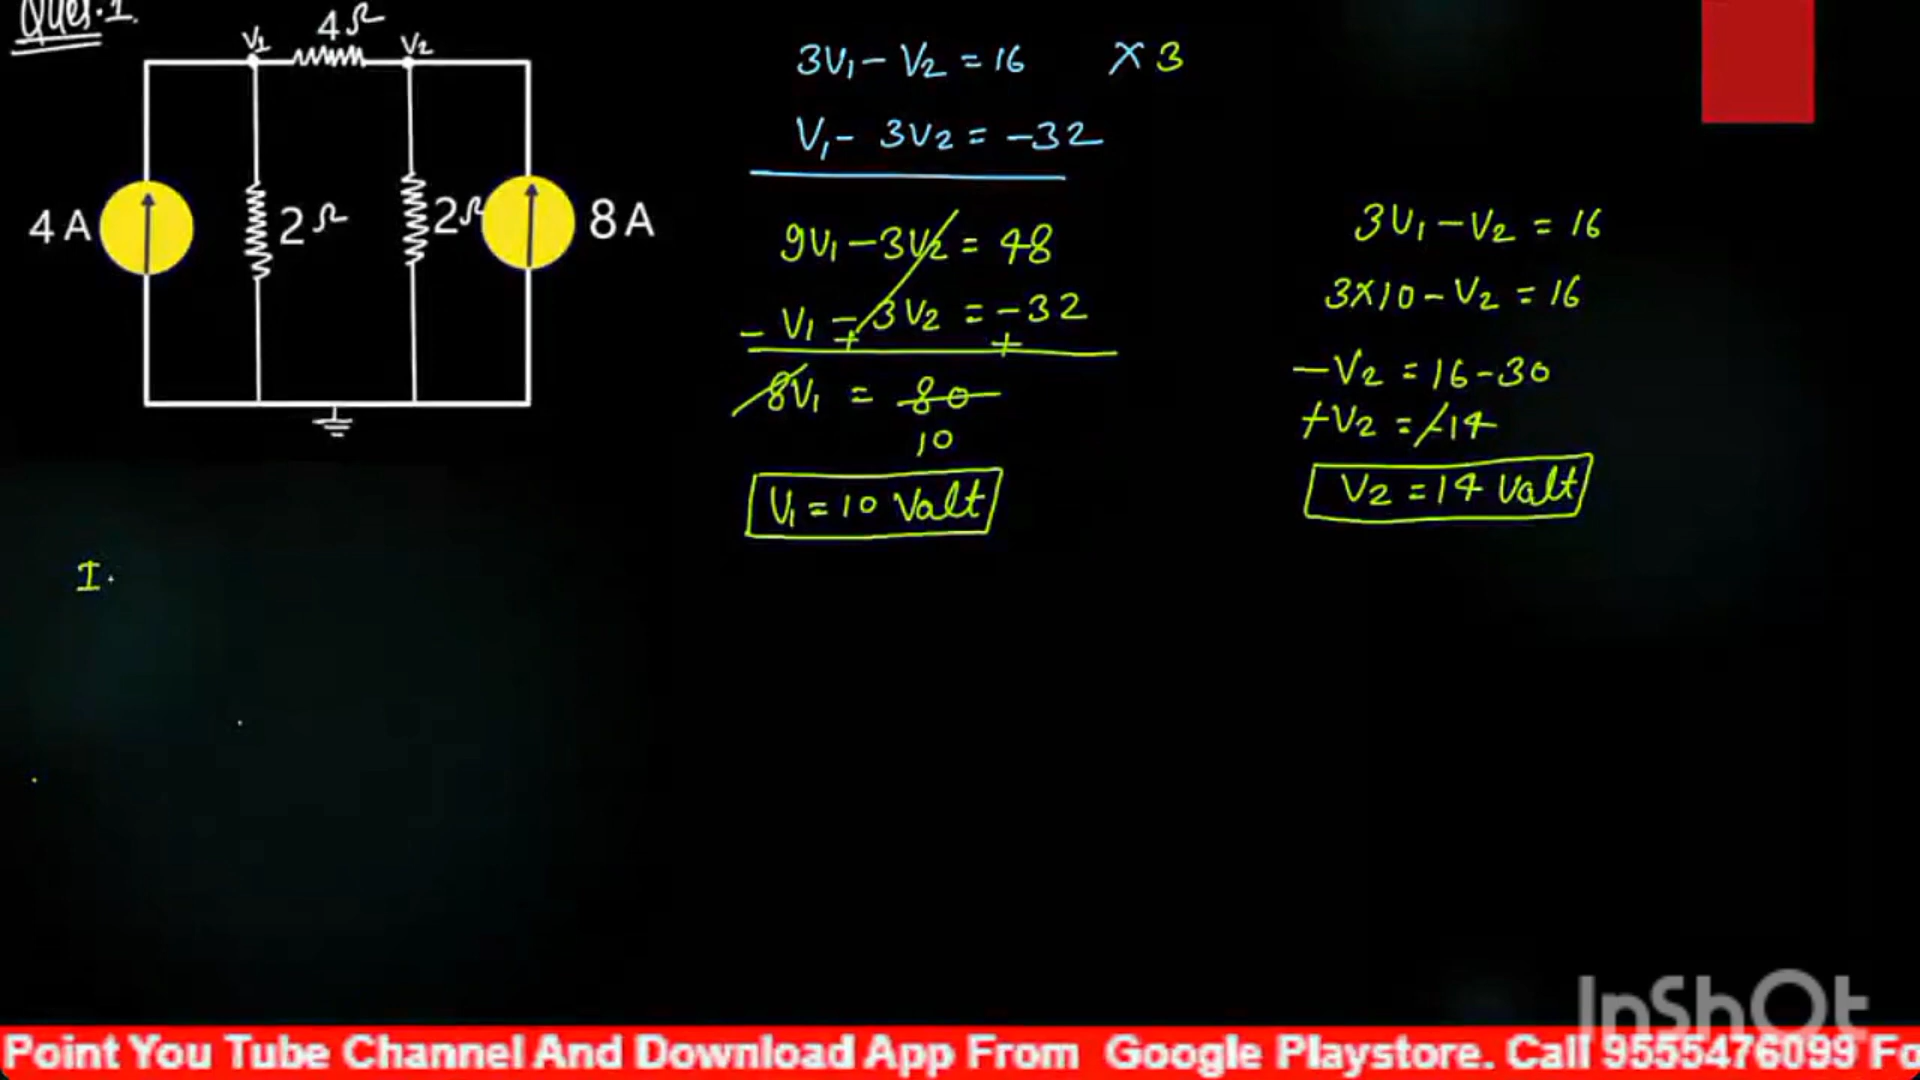 Ques.1.
V1 4Ω V2
4A 2Ω 2Ω 8A
3V1 - V2 = 16 × 3
V1 - 3V2 = -32
9V1 - 3V2 = 48
- V1 - 3V2 = -32
+ +
8V1 = 80
10
V1 = 10 Valt
3V1 - V2 = 16
3×10 - V2 = 16
-V2 = 16-30
+V2 = -14
V2 = 14 Valt
I
InShOt
Point You Tube Channel And Download App From Google Playstore. Call 9555476099 Fo